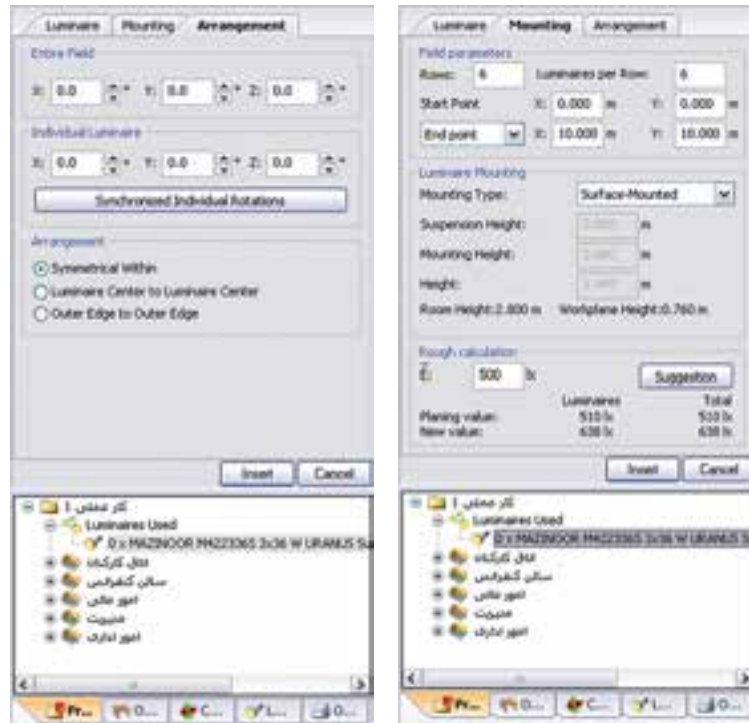 Luminaire Mounting Arrangement
Entire Field
X: 0.0 ° Y: 0.0 ° Z: 0.0 °
Individual Luminaire
X: 0.0 ° Y: 0.0 ° Z: 0.0 °
Synchronized Individual Rotations
Arrangement
Symmetrical Within
Luminaire Center to Luminaire Center
Outer Edge to Outer Edge
Insert Cancel
کار عملی 1
Luminaires Used
0 x MAZINOOR M422336S 3x36 W URANUS Su
اتاق کارکنان
سالن کنفرانس
امور مالی
مدیریت
امور اداری
Pr... O... C... L... O...
Luminaire Mounting Arrangement
Field parameters
Rows: 6 Luminaires per Row: 6
Start Point X: 0.000 m Y: 0.000 m
End point X: 10.000 m Y: 10.000 m
Luminaire Mounting
Mounting Type: Surface-Mounted
Suspension Height: m
Mounting Height: m
Height: m
Room Height: 2.800 m Workplane Height: 0.760 m
Rough calculation
E: 500 lx Suggestion
Luminaires Total
Planing value: 510 lx 510 lx
New value: 638 lx 638 lx
Insert Cancel
کار عملی 1
Luminaires Used
0 x MAZINOOR M422336S 3x36 W URANUS S
اتاق کارکنان
سالن کنفرانس
امور مالی
مدیریت
امور اداری
Pr... O... C... L... O...